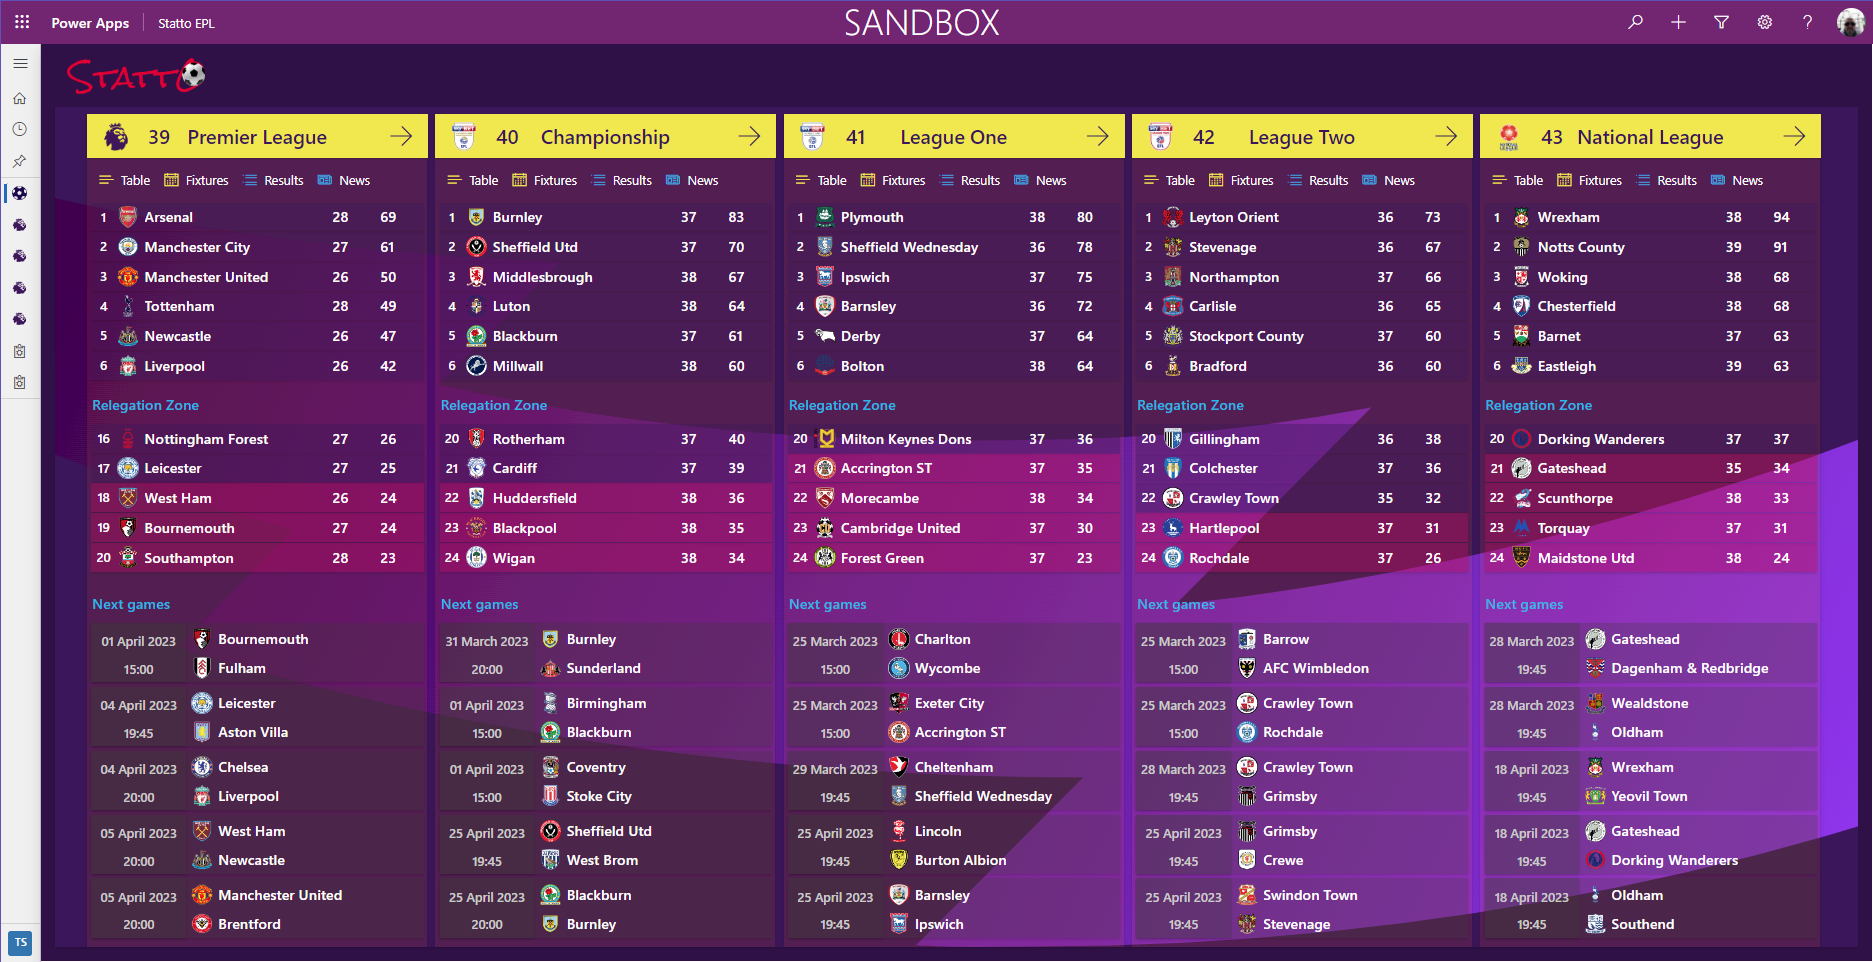 Power Apps Statto EPL SANDBOX
STATTO
39 Premier League
Table Fixtures Results News
1 Arsenal 28 69
2 Manchester City 27 61
3 Manchester United 26 50
4 Tottenham 28 49
5 Newcastle 26 47
6 Liverpool 26 42
Relegation Zone
16 Nottingham Forest 27 26
17 Leicester 27 25
18 West Ham 26 24
19 Bournemouth 27 24
20 Southampton 28 23
Next games
01 April 2023 Bournemouth
15:00 Fulham
04 April 2023 Leicester
19:45 Aston Villa
04 April 2023 Chelsea
20:00 Liverpool
05 April 2023 West Ham
20:00 Newcastle
05 April 2023 Manchester United
20:00 Brentford
40 Championship
Table Fixtures Results News
1 Burnley 37 83
2 Sheffield Utd 37 70
3 Middlesbrough 38 67
4 Luton 38 64
5 Blackburn 37 61
6 Millwall 38 60
Relegation Zone
20 Rotherham 37 40
21 Cardiff 37 39
22 Huddersfield 38 36
23 Blackpool 38 35
24 Wigan 38 34
Next games
31 March 2023 Burnley
20:00 Sunderland
01 April 2023 Birmingham
15:00 Blackburn
01 April 2023 Coventry
15:00 Stoke City
25 April 2023 Sheffield Utd
19:45 West Brom
25 April 2023 Blackburn
20:00 Burnley
41 League One
Table Fixtures Results News
1 Plymouth 38 80
2 Sheffield Wednesday 36 78
3 Ipswich 37 75
4 Barnsley 36 72
5 Derby 37 64
6 Bolton 38 64
Relegation Zone
20 Milton Keynes Dons 37 36
21 Accrington ST 37 35
22 Morecambe 38 34
23 Cambridge United 37 30
24 Forest Green 37 23
Next games
25 March 2023 Charlton
15:00 Wycombe
25 March 2023 Exeter City
15:00 Accrington ST
29 March 2023 Cheltenham
19:45 Sheffield Wednesday
25 April 2023 Lincoln
19:45 Burton Albion
25 April 2023 Barnsley
19:45 Ipswich
42 League Two
Table Fixtures Results News
1 Leyton Orient 36 73
2 Stevenage 36 67
3 Northampton 37 66
4 Carlisle 36 65
5 Stockport County 37 60
6 Bradford 36 60
Relegation Zone
20 Gillingham 36 38
21 Colchester 37 36
22 Crawley Town 35 32
23 Hartlepool 37 31
24 Rochdale 37 26
Next games
25 March 2023 Barrow
15:00 AFC Wimbledon
25 March 2023 Crawley Town
15:00 Rochdale
28 March 2023 Crawley Town
19:45 Grimsby
25 April 2023 Grimsby
19:45 Crewe
25 April 2023 Swindon Town
19:45 Stevenage
43 National League
Table Fixtures Results News
1 Wrexham 38 94
2 Notts County 39 91
3 Woking 38 68
4 Chesterfield 38 68
5 Barnet 37 63
6 Eastleigh 39 63
Relegation Zone
20 Dorking Wanderers 37 37
21 Gateshead 35 34
22 Scunthorpe 38 33
23 Torquay 37 31
24 Maidstone Utd 38 24
Next games
28 March 2023 Gateshead
19:45 Dagenham & Redbridge
28 March 2023 Wealdstone
19:45 Oldham
18 April 2023 Wrexham
19:45 Yeovil Town
18 April 2023 Gateshead
19:45 Dorking Wanderers
18 April 2023 Oldham
19:45 Southend
TS